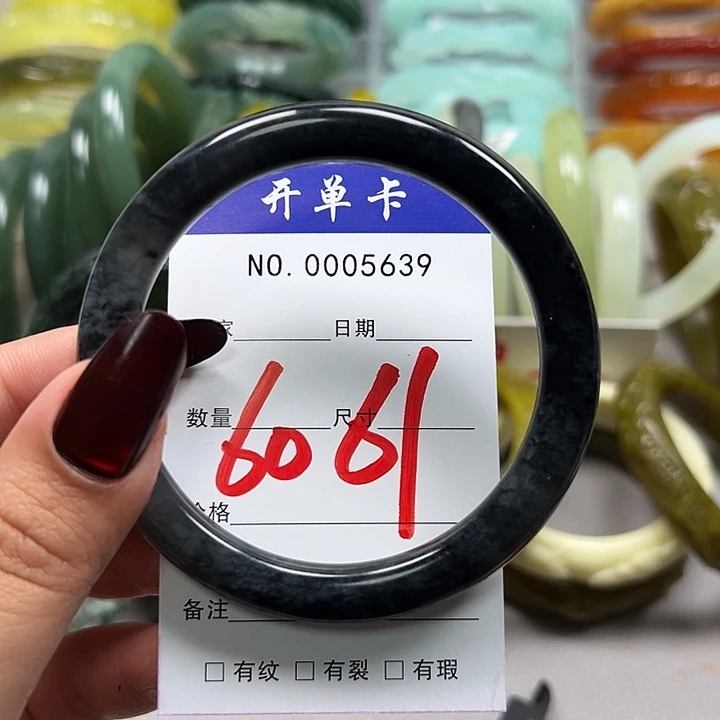 开单卡
NO. 0005639
家 日期
数量 尺寸
60 61
价格
备注
□ 有纹 □ 有裂 □ 有瑕